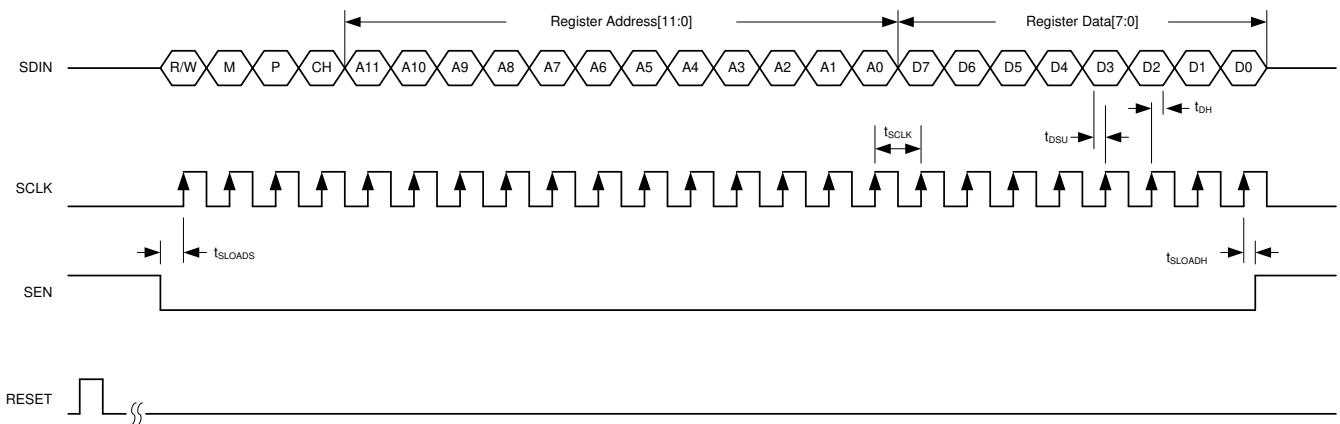 Register Address[11:0] Register Data[7:0]
SDIN R/W M P CH A11 A10 A9 A8 A7 A6 A5 A4 A3 A2 A1 A0 D7 D6 D5 D4 D3 D2 D1 D0
tDH
tSCLK tDSU
SCLK
tSLOADS tSLOADH
SEN
RESET